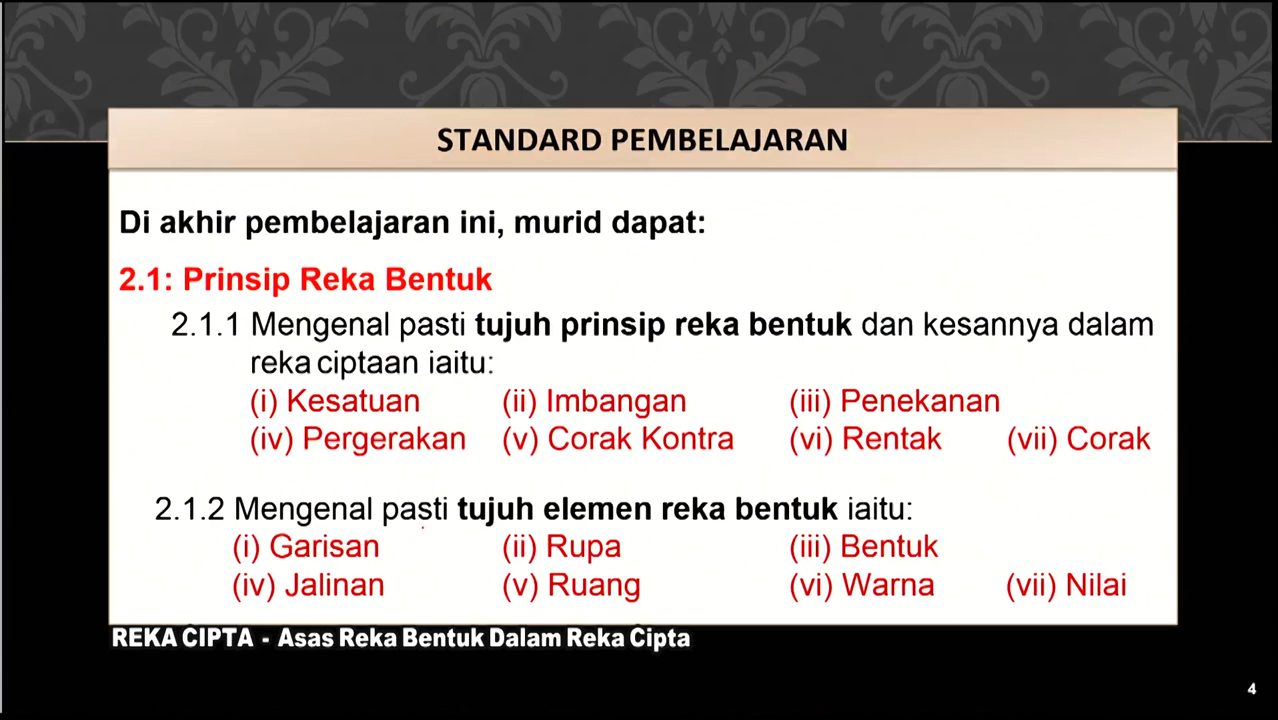 STANDARD PEMBELAJARAN
Di akhir pembelajaran ini, murid dapat:
2.1: Prinsip Reka Bentuk
2.1.1 Mengenal pasti tujuh prinsip reka bentuk dan kesannya dalam
reka ciptaan iaitu:
(i) Kesatuan (ii) Imbangan (iii) Penekanan
(iv) Pergerakan (v) Corak Kontra (vi) Rentak (vii) Corak
2.1.2 Mengenal pasti tujuh elemen reka bentuk iaitu:
(i) Garisan (ii) Rupa (iii) Bentuk
(iv) Jalinan (v) Ruang (vi) Warna (vii) Nilai
REKA CIPTA - Asas Reka Bentuk Dalam Reka Cipta
4